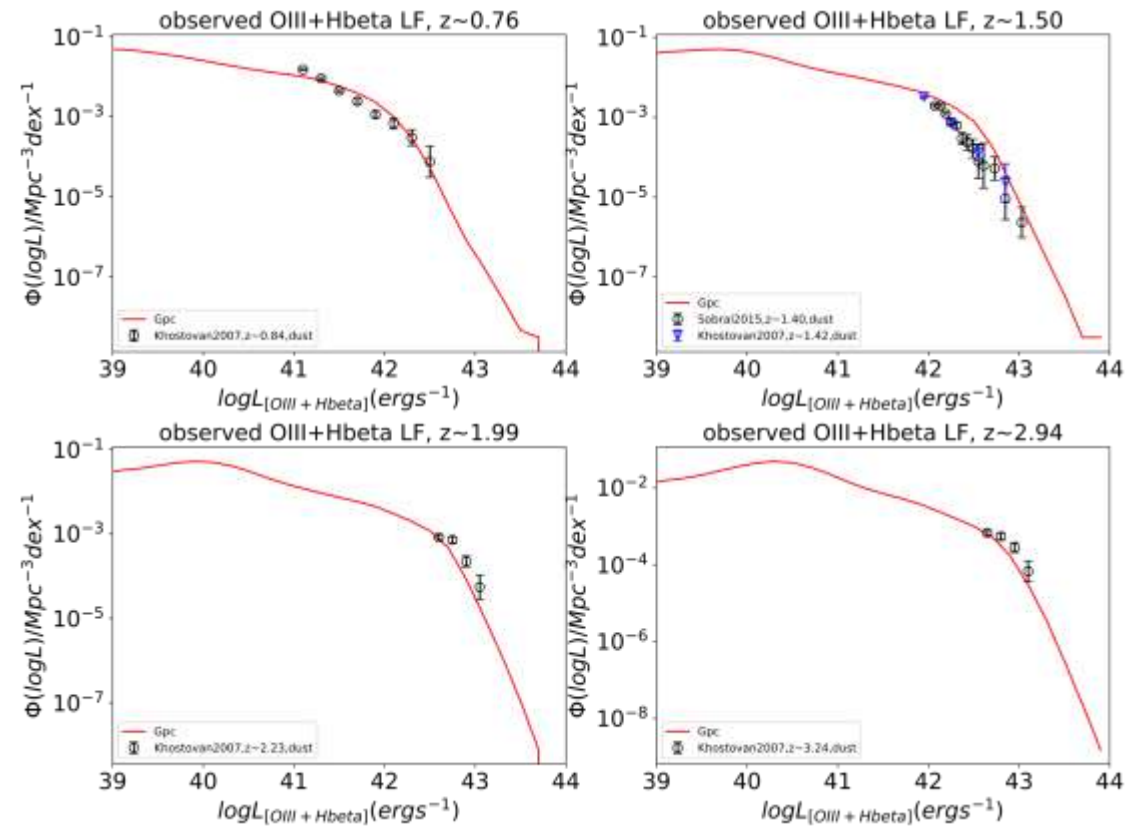 observed OIII+Hbeta LF, z~0.76
10⁻¹
10⁻³
10⁻⁵
10⁻⁷
Φ(logL)/Mpc⁻³dex⁻¹
Gpc
Khostovan2007,z~0.84,dust
39 40 41 42 43 44
logL[OIII + Hbeta](ergs⁻¹)
observed OIII+Hbeta LF, z~1.50
10⁻¹
10⁻³
10⁻⁵
10⁻⁷
Φ(logL)/Mpc⁻³dex⁻¹
Gpc
Sobral2015,z~1.40,dust
Khostovan2007,z~1.42,dust
39 40 41 42 43 44
logL[OIII + Hbeta](ergs⁻¹)
observed OIII+Hbeta LF, z~1.99
10⁻¹
10⁻³
10⁻⁵
10⁻⁷
Φ(logL)/Mpc⁻³dex⁻¹
Gpc
Khostovan2007,z~2.23,dust
39 40 41 42 43 44
logL[OIII + Hbeta](ergs⁻¹)
observed OIII+Hbeta LF, z~2.94
10⁻²
10⁻⁴
10⁻⁶
10⁻⁸
Φ(logL)/Mpc⁻³dex⁻¹
Gpc
Khostovan2007,z~3.24,dust
39 40 41 42 43 44
logL[OIII + Hbeta](ergs⁻¹)